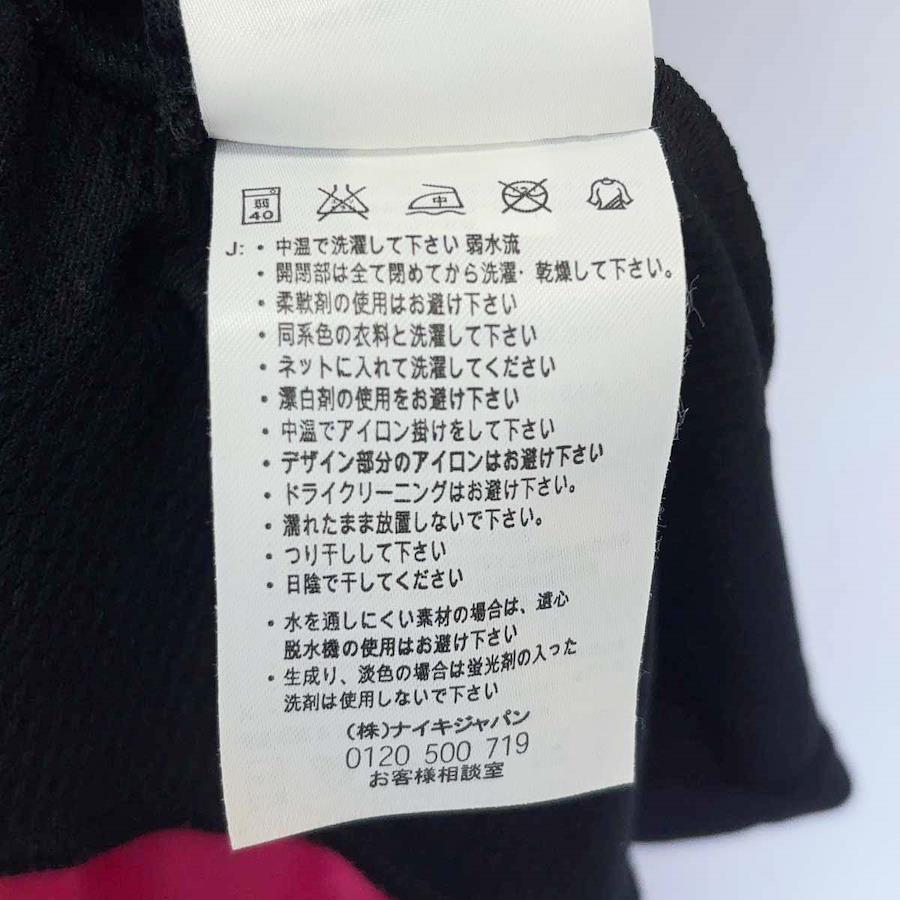 弱
40
中
J: ・中温で洗濯して下さい 弱水流
・開閉部は全て閉めてから洗濯・乾燥して下さい。
・柔軟剤の使用はお避け下さい
・同系色の衣料と洗濯して下さい
・ネットに入れて洗濯してください
・漂白剤の使用をお避け下さい
・中温でアイロン掛けをして下さい
・デザイン部分のアイロンはお避け下さい
・ドライクリーニングはお避け下さい。
・濡れたまま放置しないで下さい。
・つり干しして下さい
・日陰で干してください
・水を通しにくい素材の場合は、遠心
脱水機の使用はお避け下さい
・生成り、淡色の場合は蛍光剤の入った
洗剤は使用しないで下さい
(株)ナイキジャパン
0120 500 719
お客様相談室